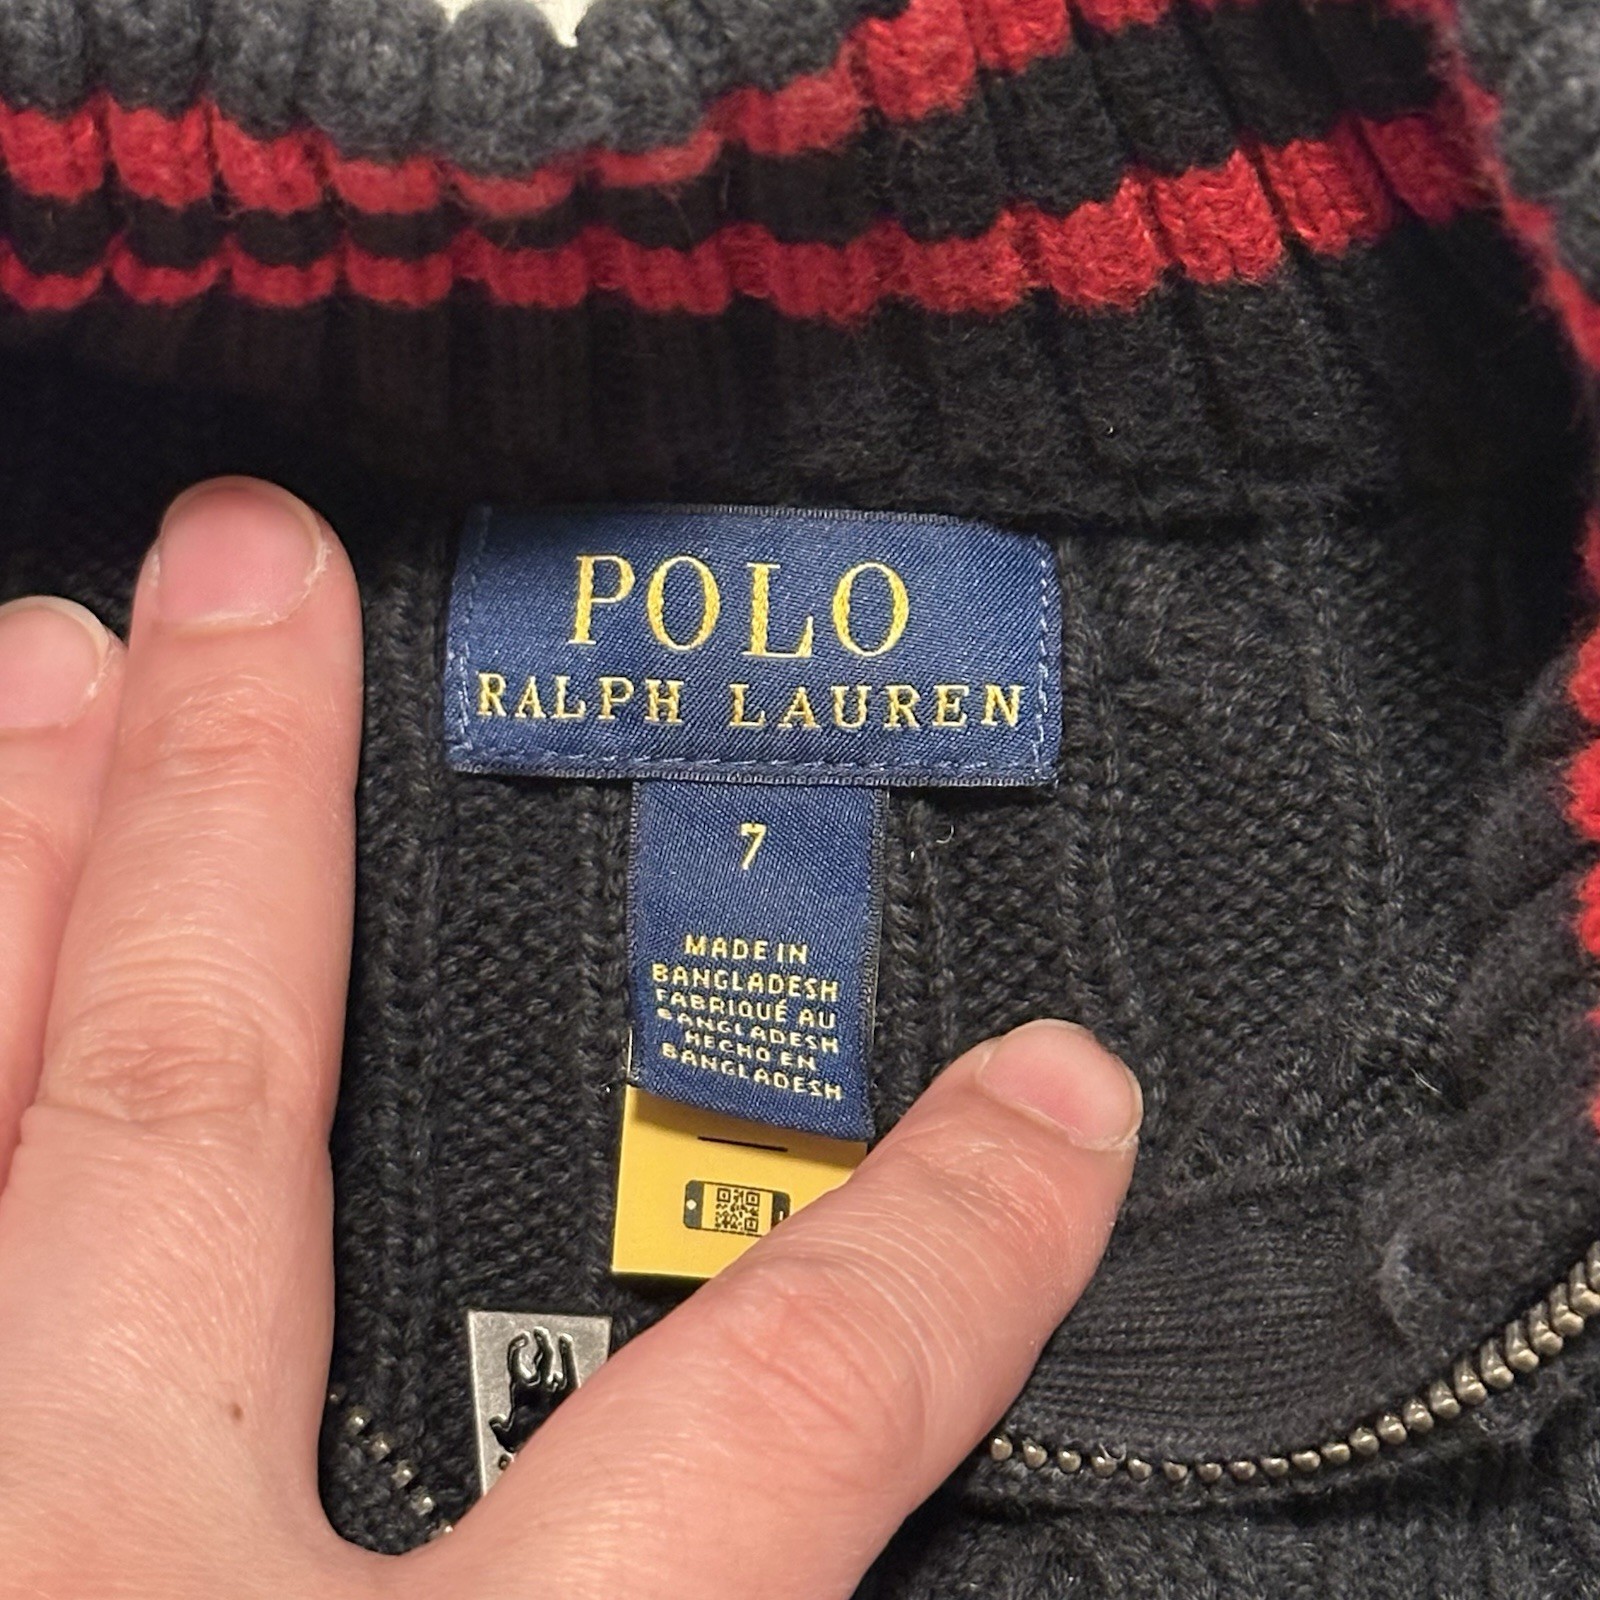 POLO
RALPH LAUREN
7
MADE IN
BANGLADESH
FABRIQUÉ AU
BANGLADESH
HECHO EN
BANGLADESH